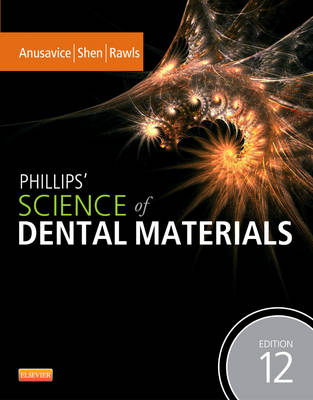 Anusavice | Shen | Rawls
PHILLIPS'
SCIENCE of
DENTAL MATERIALS
EDITION
12
ELSEVIER